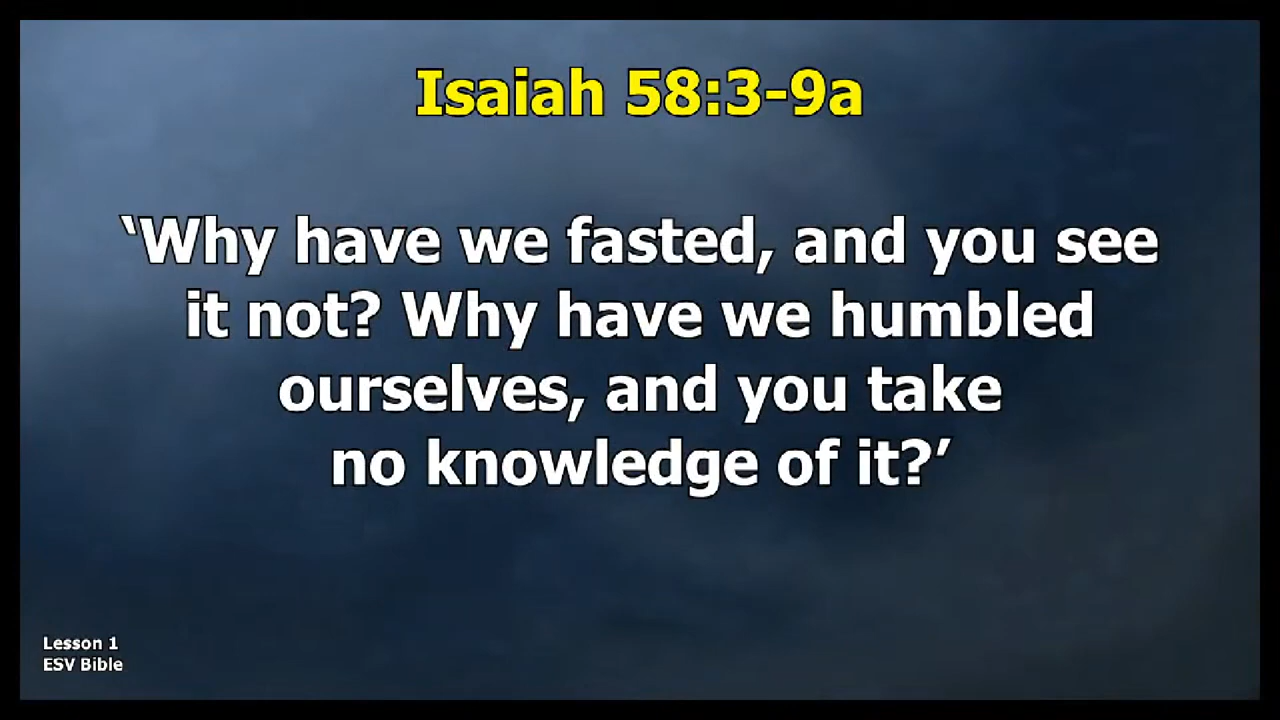 Isaiah 58:3-9a
‘Why have we fasted, and you see
it not? Why have we humbled
ourselves, and you take
no knowledge of it?’
Lesson 1
ESV Bible